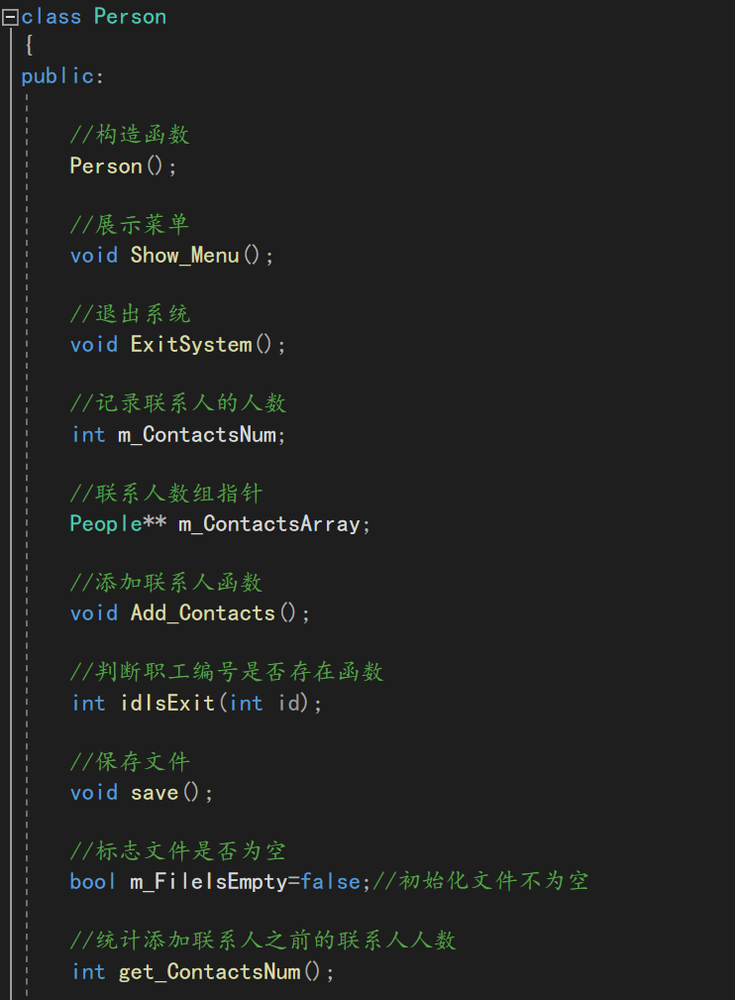 class Person
{
public:
//构造函数
Person();
//展示菜单
void Show_Menu();
//退出系统
void ExitSystem();
//记录联系人的人数
int m_ContactsNum;
//联系人数组指针
People** m_ContactsArray;
//添加联系人函数
void Add_Contacts();
//判断职工编号是否存在函数
int idIsExit(int id);
//保存文件
void save();
//标志文件是否为空
bool m_FileIsEmpty=false;//初始化文件不为空
//统计添加联系人之前的联系人人数
int get_ContactsNum();